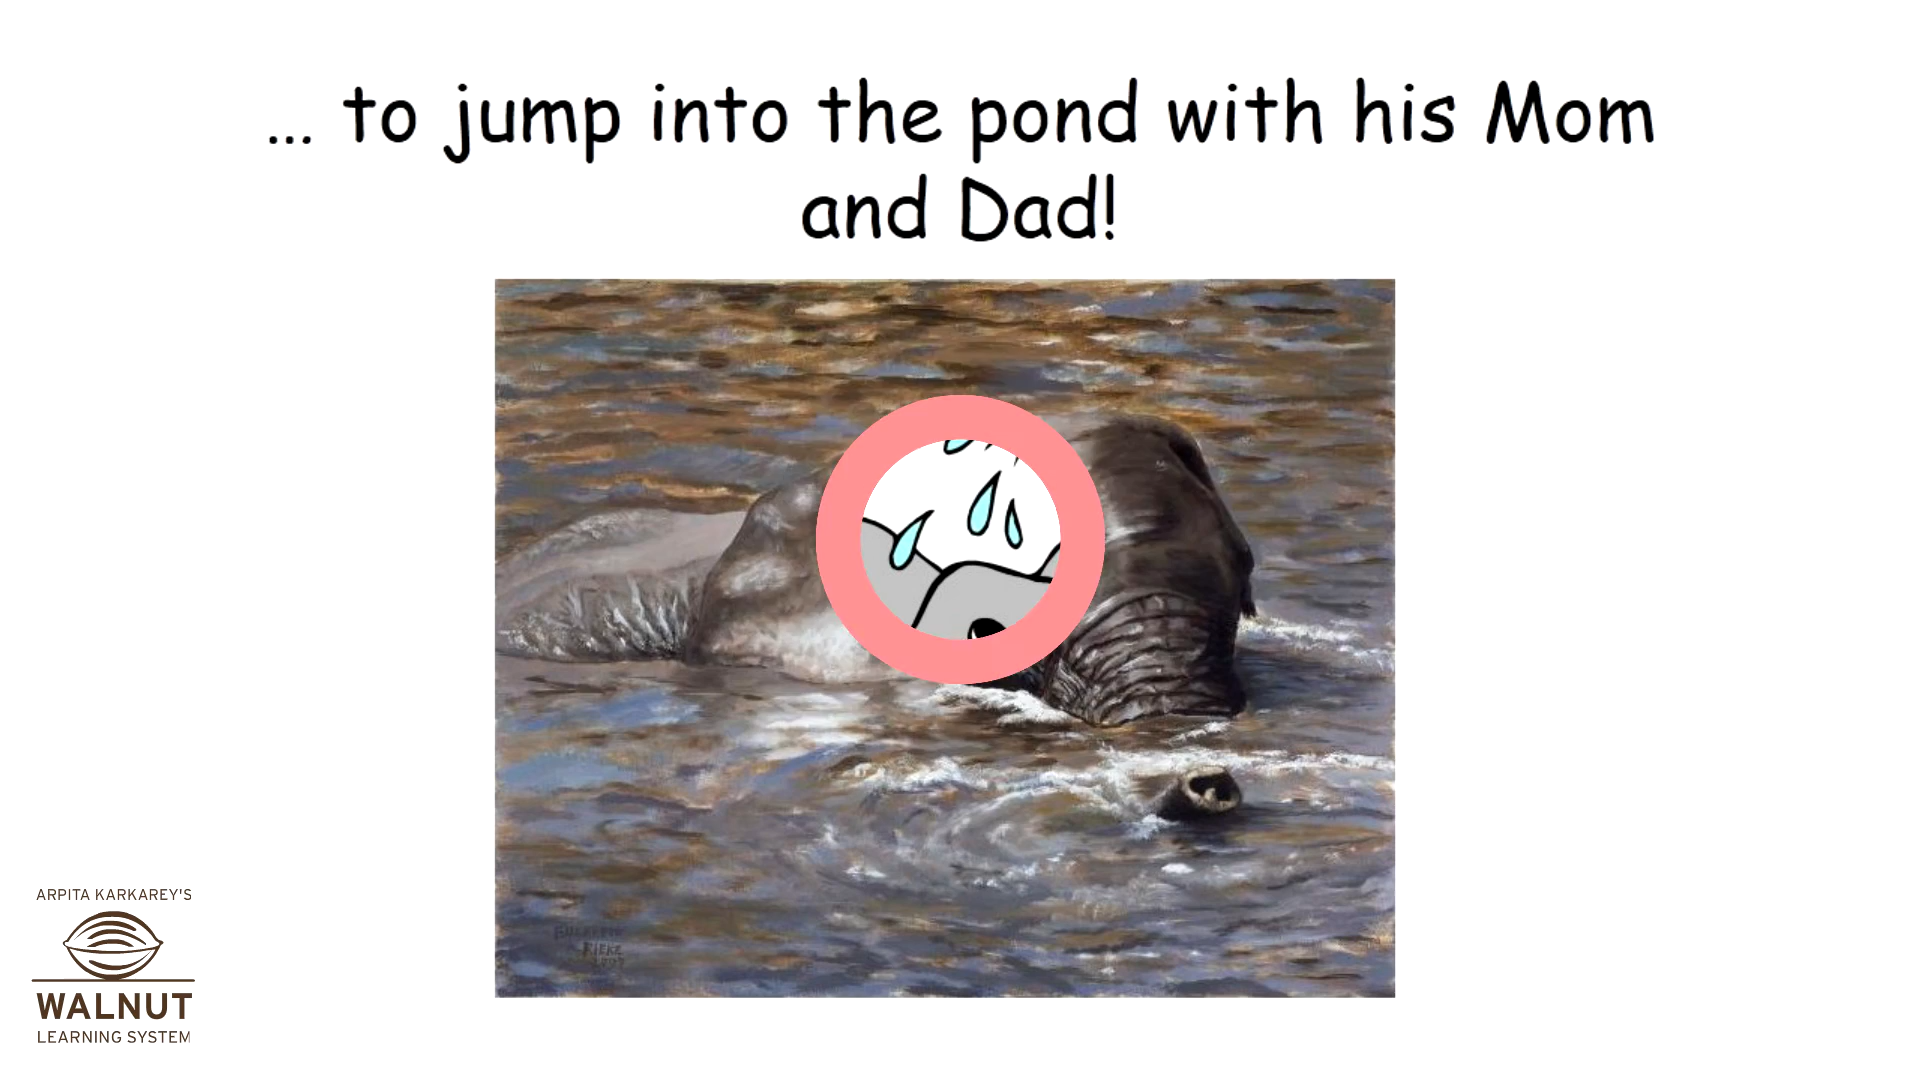 ... to jump into the pond with his Mom
and Dad!
ARPITA KARKAREY'S
WALNUT
LEARNING SYSTEM